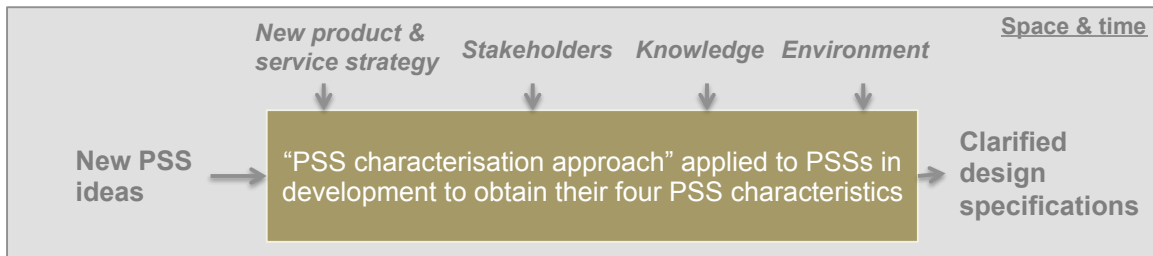 Space & time
New product &
service strategy
Stakeholders
Knowledge
Environment
New PSS
ideas
“PSS characterisation approach” applied to PSSs in
development to obtain their four PSS characteristics
Clarified
design
specifications